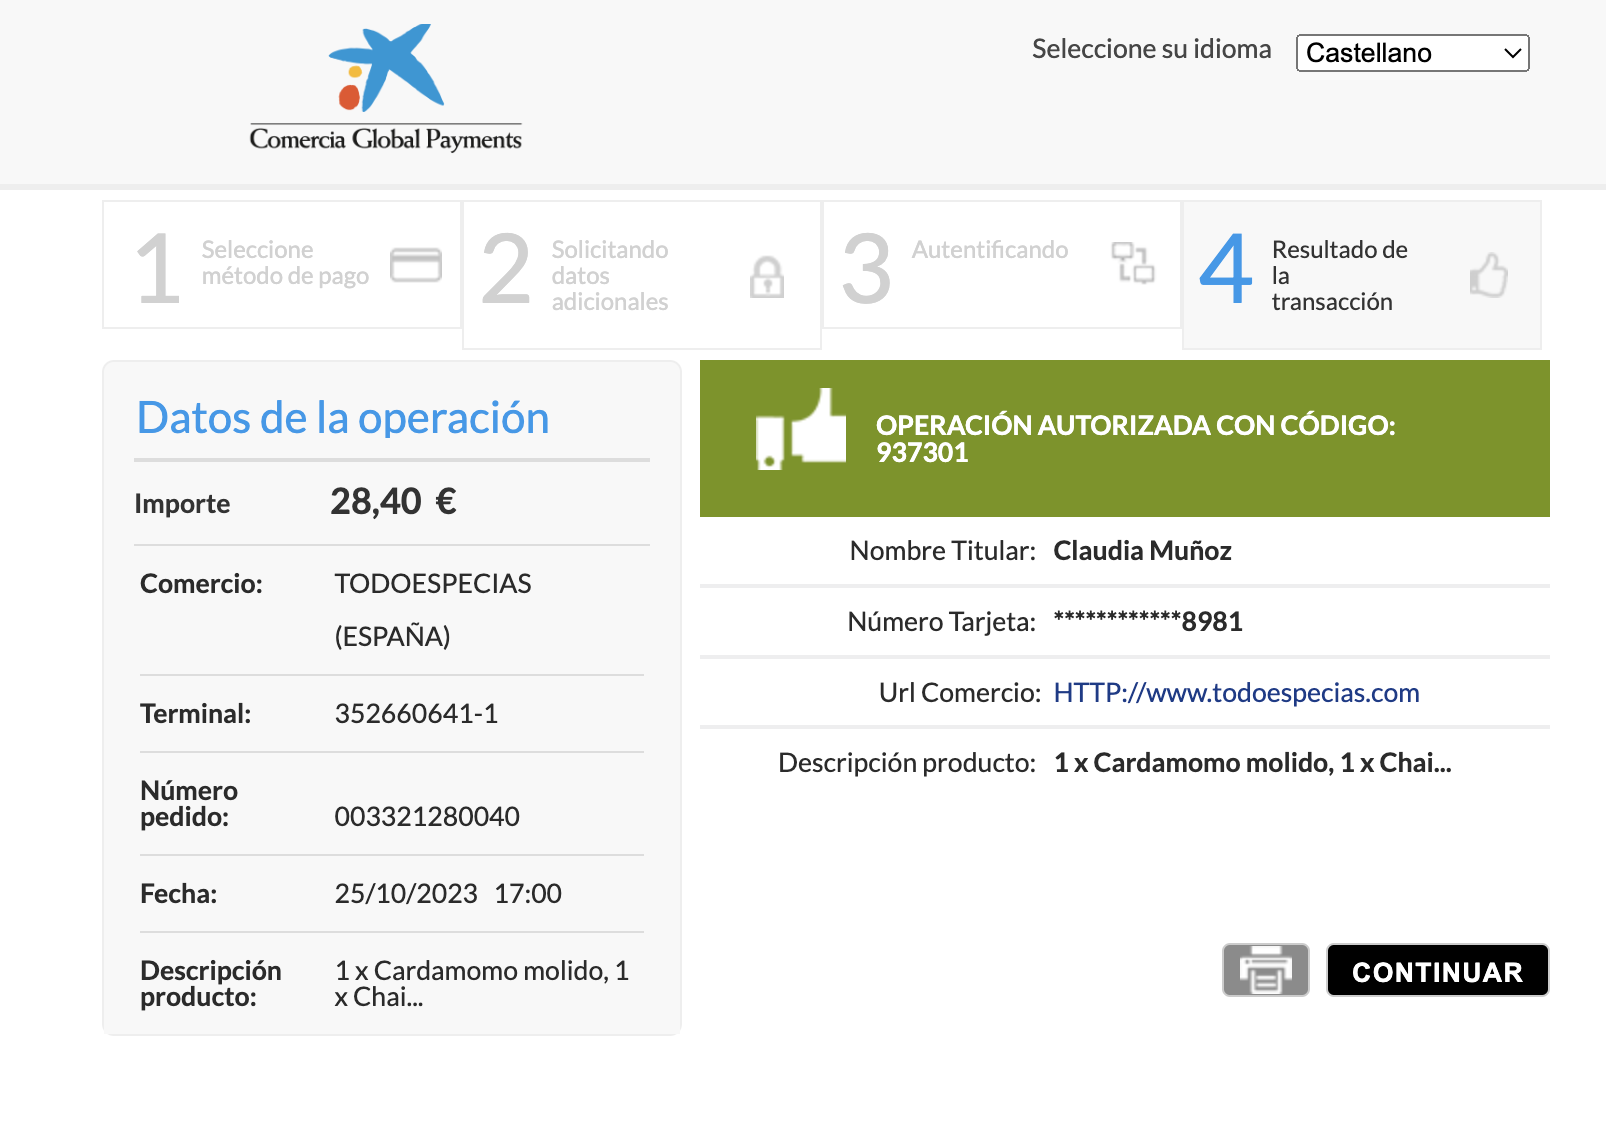 Comercia Global Payments
Seleccione su idioma Castellano
1 Seleccione
método de pago
2 Solicitando
datos
adicionales
3 Autentificando
4 Resultado de
la
transacción
Datos de la operación
Importe 28,40 €
Comercio: TODOESPECIAS
(ESPAÑA)
Terminal: 352660641-1
Número
pedido: 003321280040
Fecha: 25/10/2023 17:00
Descripción
producto:
1 x Cardamomo molido, 1
x Chai...
OPERACIÓN AUTORIZADA CON CÓDIGO:
937301
Nombre Titular: Claudia Muñoz
Número Tarjeta: ************8981
Url Comercio: HTTP://www.todoespecias.com
Descripción producto: 1 x Cardamomo molido, 1 x Chai...
CONTINUAR